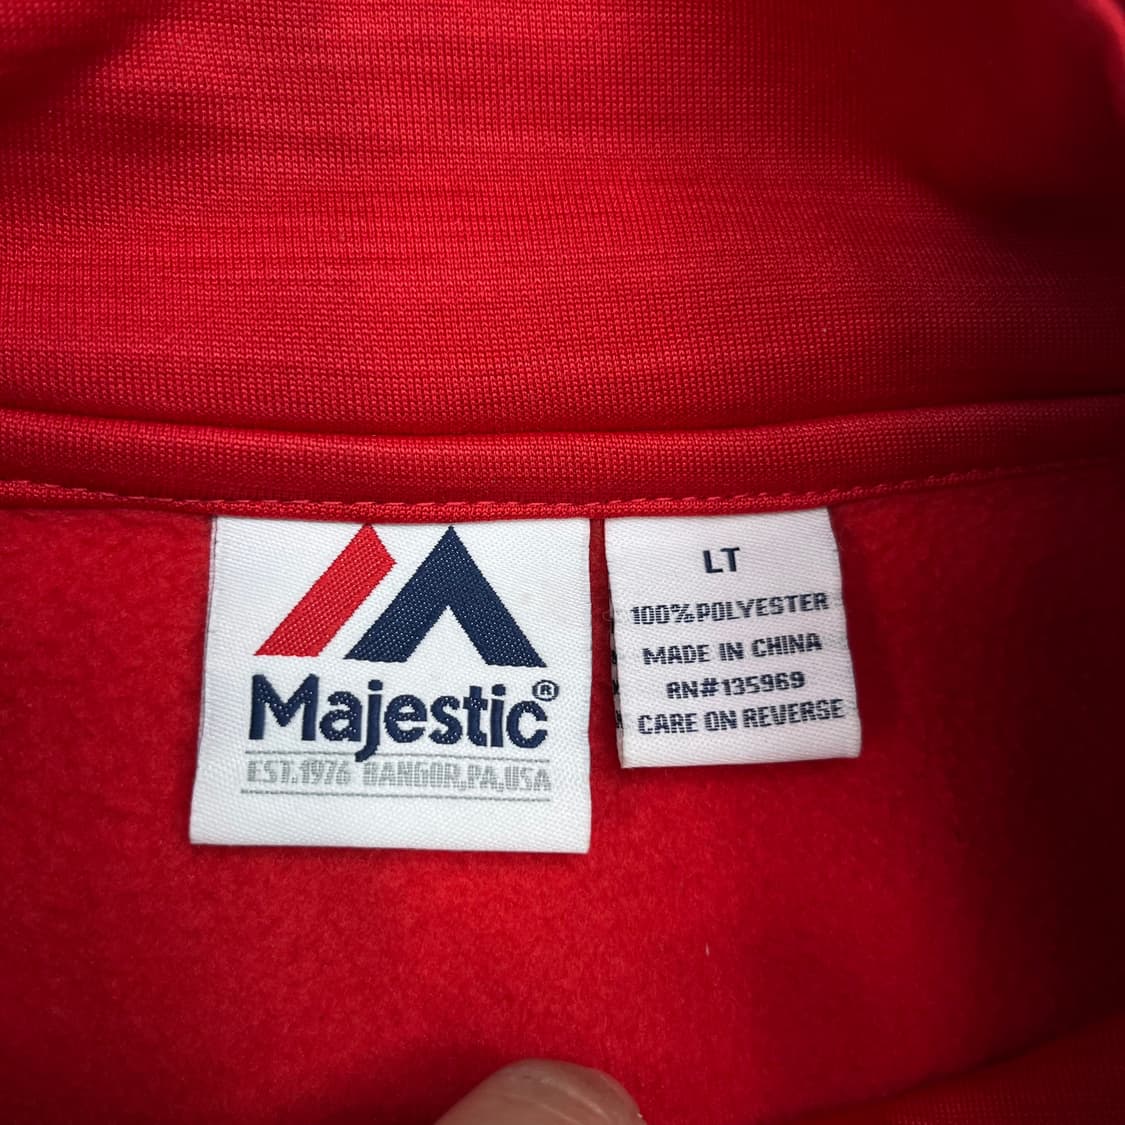 Majestic®
EST.1976 BANGOR,PA,USA
LT
100%POLYESTER
MADE IN CHINA
RN#135969
CARE ON REVERSE